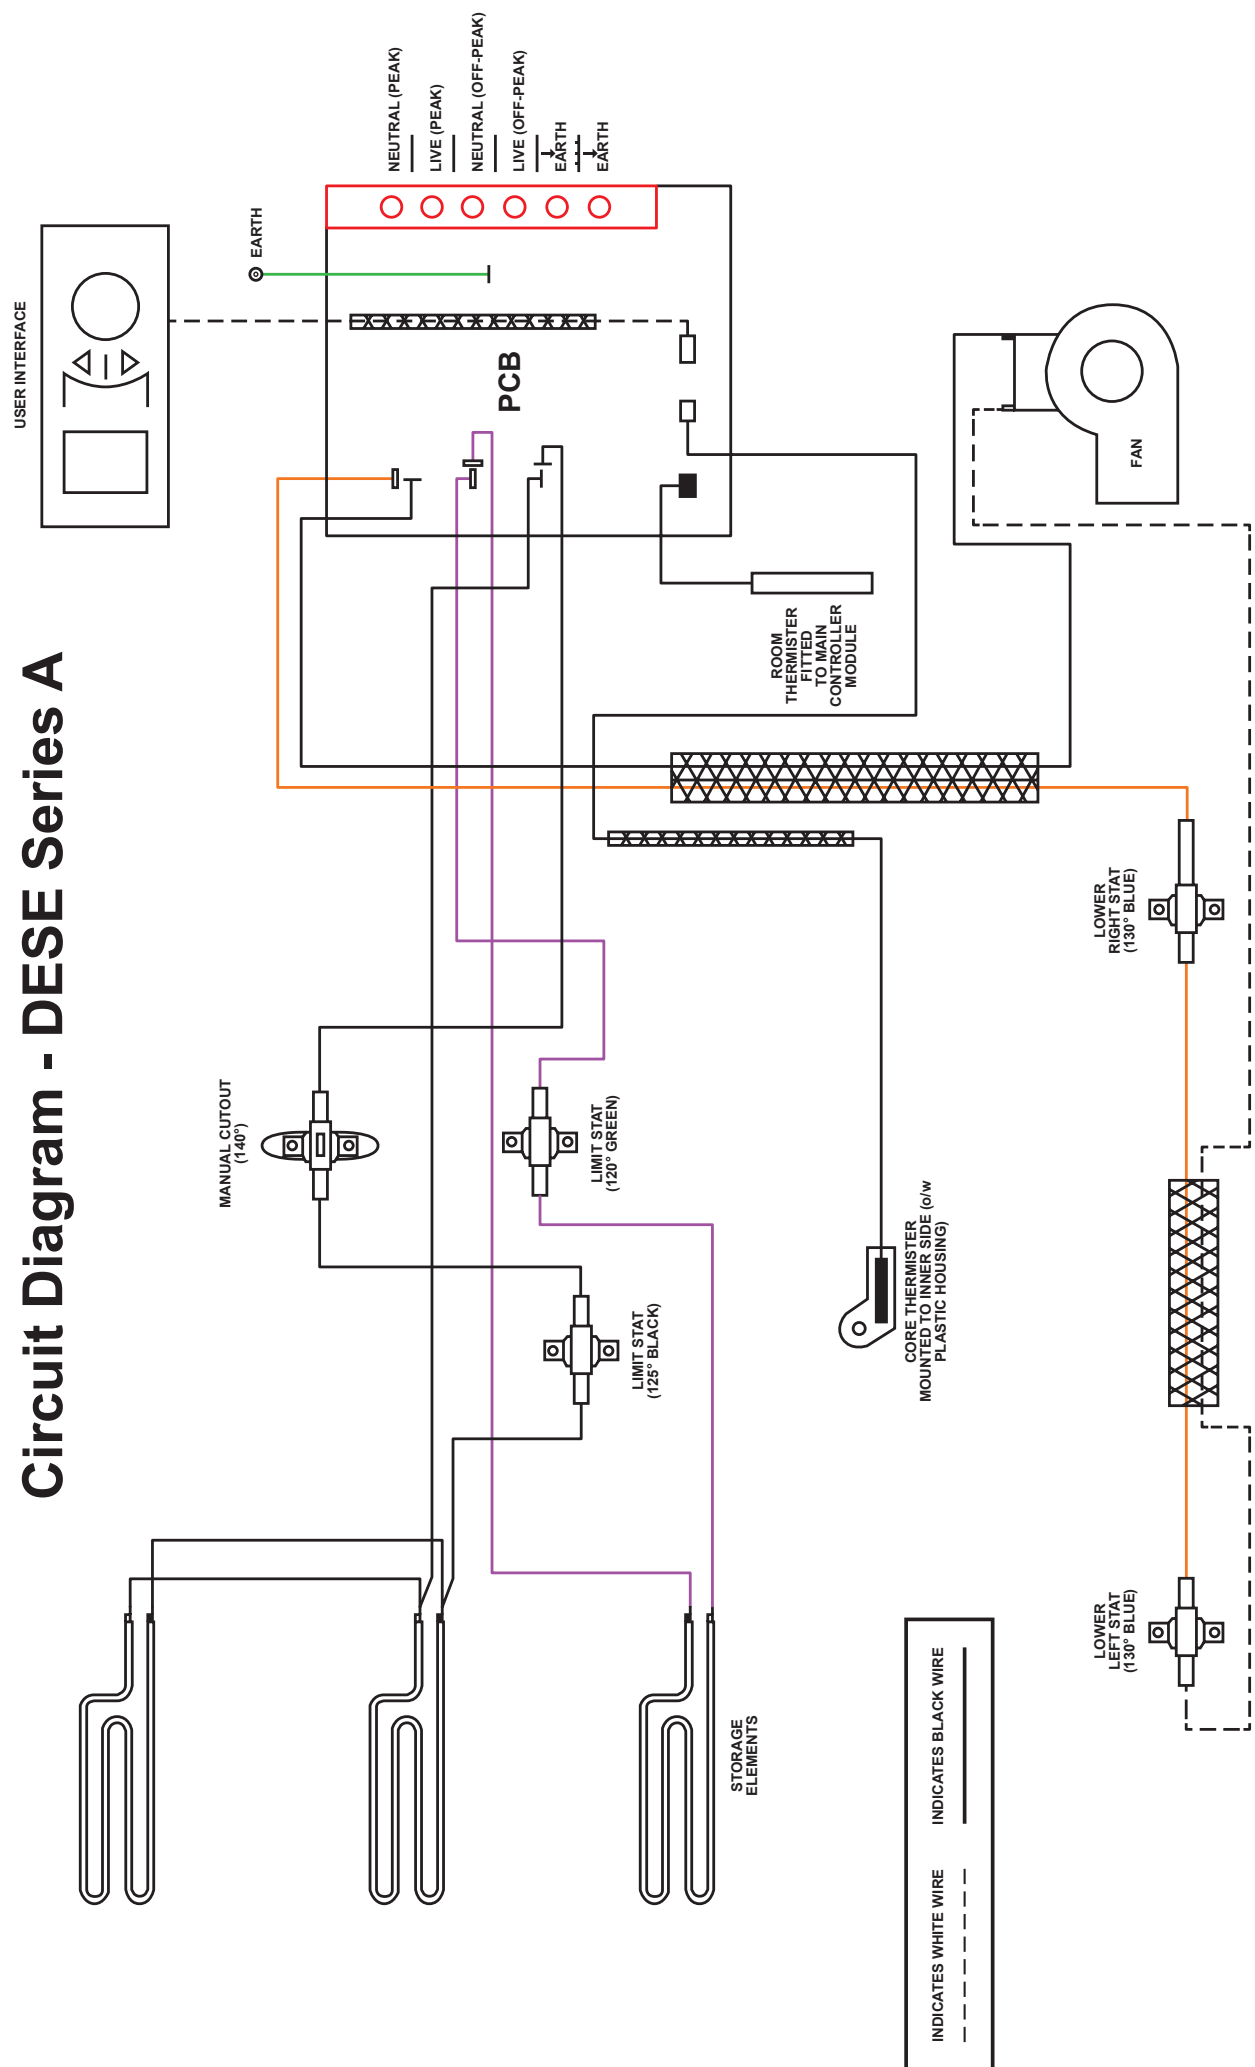 Circuit Diagram - DESE Series A
USER INTERFACE
EARTH
NEUTRAL (PEAK)
LIVE (PEAK)
NEUTRAL (OFF-PEAK)
LIVE (OFF-PEAK)
EARTH
EARTH
PCB
FAN
ROOM
THERMISTER
FITTED
TO MAIN
CONTROLLER
MODULE
MANUAL CUTOUT
(140°)
LIMIT STAT
(120° GREEN)
LIMIT STAT
(125° BLACK)
CORE THERMISTER
MOUNTED TO INNER SIDE (o/w
PLASTIC HOUSING)
LOWER
RIGHT STAT
(130° BLUE)
LOWER
LEFT STAT
(130° BLUE)
STORAGE
ELEMENTS
INDICATES WHITE WIRE
INDICATES BLACK WIRE